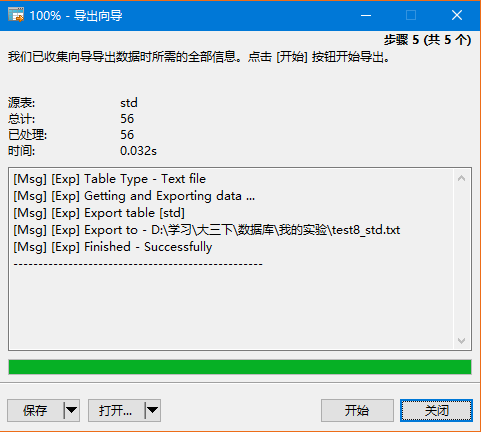 100% - 导出向导
步骤 5 (共 5 个)
我们已收集向导导出数据时所需的全部信息。点击 [开始] 按钮开始导出。
源表: std
总计: 56
已处理: 56
时间: 0.032s
[Msg] [Exp] Table Type - Text file
[Msg] [Exp] Getting and Exporting data ...
[Msg] [Exp] Export table [std]
[Msg] [Exp] Export to - D:\学习\大三下\数据库\我的实验\test8_std.txt
[Msg] [Exp] Finished - Successfully
--------------------------------------------------
保存 打开... 开始 关闭